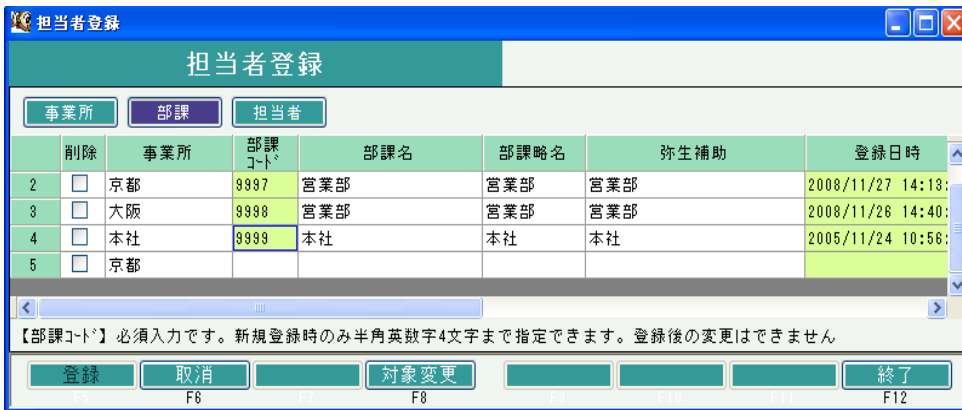 担当者登録
担当者登録
事業所 部課 担当者
削除 事業所 部課コード 部課名 部課略名 弥生補助 登録日時
2 京都 9997 営業部 営業部 営業部 2008/11/27 14:13:
3 大阪 9998 営業部 営業部 営業部 2008/11/26 14:40:
4 本社 9999 本社 本社 本社 2005/11/24 10:56:
5 京都
【部課コード】必須入力です。新規登録時のみ半角英数字4文字まで指定できます。登録後の変更はできません
登録 取消 対象変更 終了
F5 F6 F7 F8 F9 F10 F11 F12